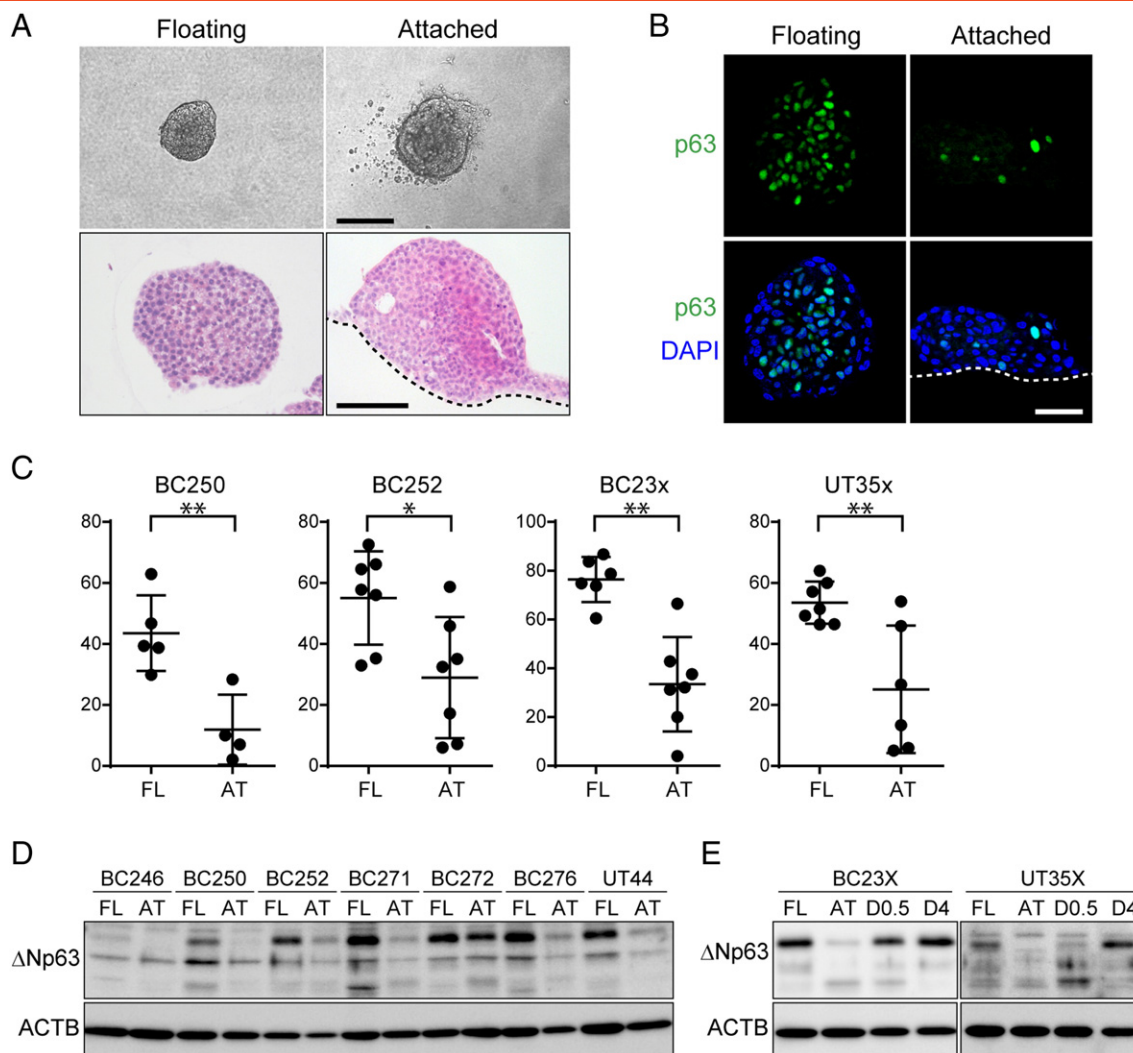 A
Floating Attached
B
Floating Attached
p63
p63
DAPI
C
BC250 BC252 BC23x UT35x
** * ** **
80 80 100 80
60 60 80 60
40 40 60 40
20 20 40 20
0 0 20 0
0
FL AT FL AT FL AT FL AT
D
BC246 BC250 BC252 BC271 BC272 BC276 UT44
FL AT FL AT FL AT FL AT FL AT FL AT FL AT
ΔNp63
ACTB
E
BC23X UT35X
FL AT D0.5 D4 FL AT D0.5 D4
ΔNp63
ACTB